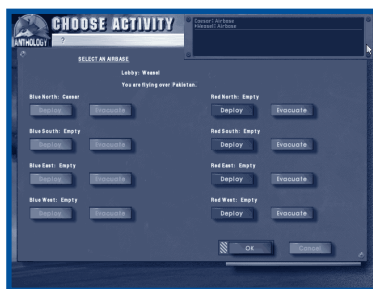 CHOOSE ACTIVITY
ANTHOLOGY
?
Caesar: Airbase
Weasel: Airbase
SELECT AN AIRBASE
Lobby: Weasel
You are flying over Pakistan.
Blue North: Caesar
Red North: Empty
Deploy Evacuate
Deploy Evacuate
Blue South: Empty
Red South: Empty
Deploy Evacuate
Deploy Evacuate
Blue East: Empty
Red East: Empty
Deploy Evacuate
Deploy Evacuate
Blue West: Empty
Red West: Empty
Deploy Evacuate
Deploy Evacuate
OK
Cancel